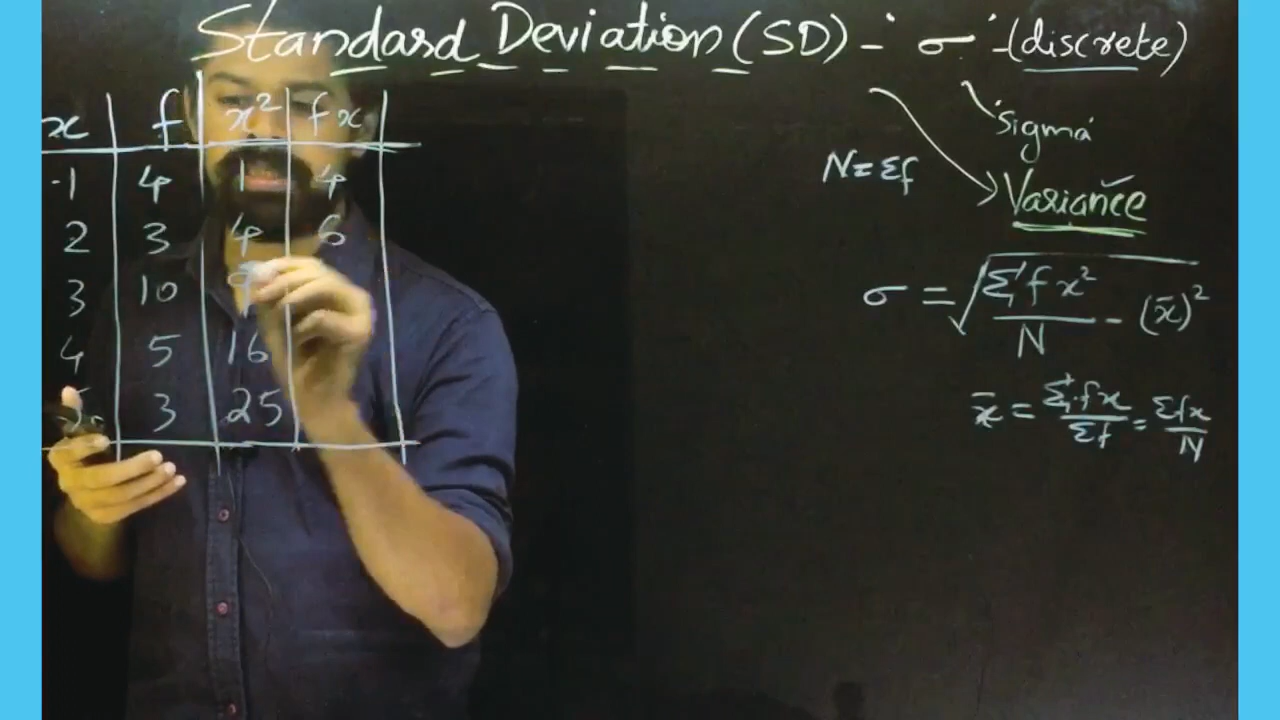 Standard Deviation (SD) - σ - (discrete)
Sigma
N = Σf
Variance
x f x² fx
1 4 1 4
2 3 4 6
3 10 9
4 5 16
3 25
σ = √(Σfx²/N - (x̄)²)
x̄ = Σfx/Σf = Σfx/N